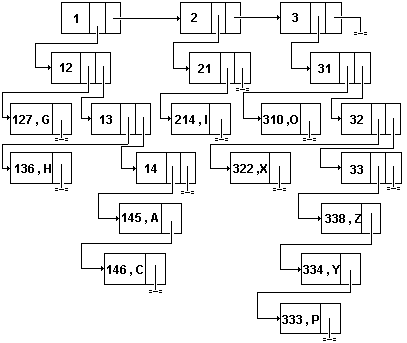 1 2 3
12 21 31
127,G 13 214,I 310,O 32
136,H 14 322,X 33
145,A 338,Z
146,C 334,Y
333,P